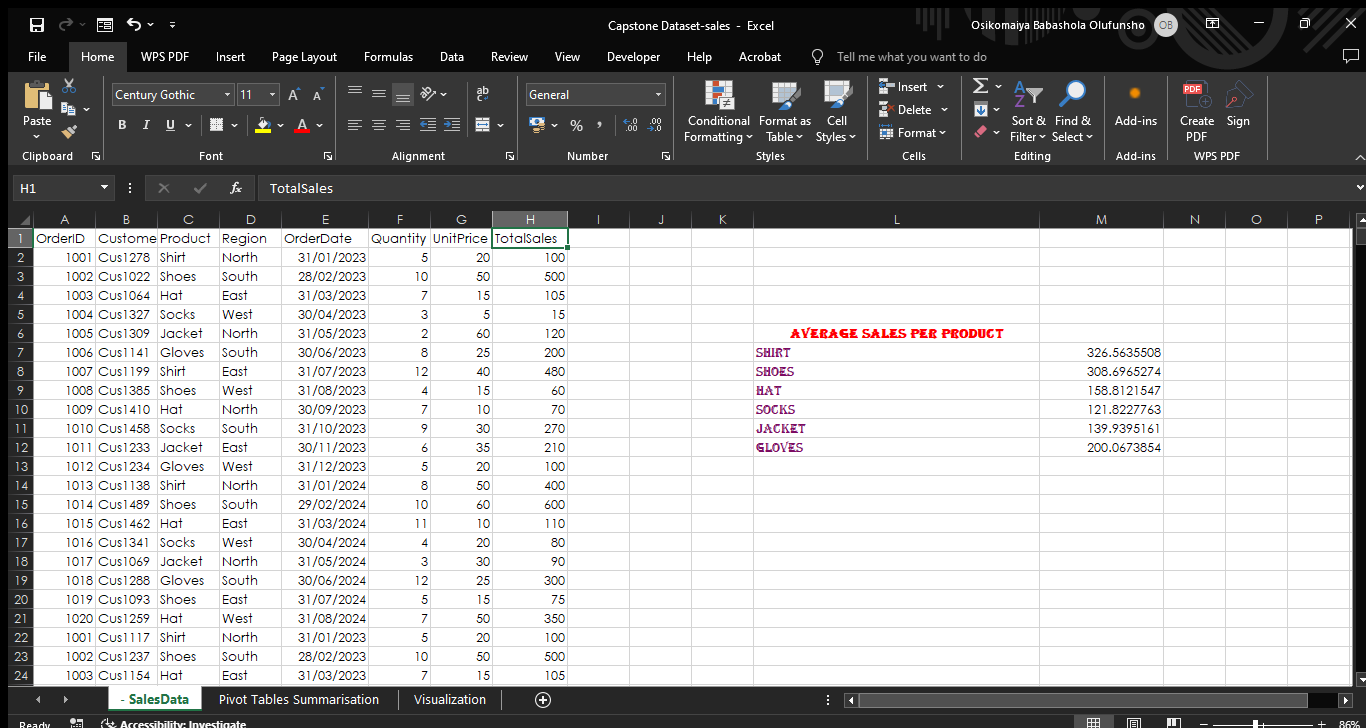 Capstone Dataset-sales - Excel
Osikomaiya Babashola Olufunsho OB
File Home WPS PDF Insert Page Layout Formulas Data Review View Developer Help Acrobat Tell me what you want to do
Century Gothic 11 A A ab General Insert Σ
Paste B I U A % , Conditional Formatting Format as Table Cell Styles Delete Format Sort & Filter Find & Select Add-ins Create PDF Sign
Clipboard Font Alignment Number Styles Cells Editing Add-ins WPS PDF
H1 fx TotalSales
A B C D E F G H I J K L M N O P
1 OrderID Custome Product Region OrderDate Quantity UnitPrice TotalSales
2 1001 Cus1278 Shirt North 31/01/2023 5 20 100
3 1002 Cus1022 Shoes South 28/02/2023 10 50 500
4 1003 Cus1064 Hat East 31/03/2023 7 15 105
5 1004 Cus1327 Socks West 30/04/2023 3 5 15
6 1005 Cus1309 Jacket North 31/05/2023 2 60 120 AVERAGE SALES PER PRODUCT
7 1006 Cus1141 Gloves South 30/06/2023 8 25 200 SHIRT 326.5635508
8 1007 Cus1199 Shirt East 31/07/2023 12 40 480 SHOES 308.6965274
9 1008 Cus1385 Shoes West 31/08/2023 4 15 60 HAT 158.8121547
10 1009 Cus1410 Hat North 30/09/2023 7 10 70 SOCKS 121.8227763
11 1010 Cus1458 Socks South 31/10/2023 9 30 270 JACKET 139.9395161
12 1011 Cus1233 Jacket East 30/11/2023 6 35 210 GLOVES 200.0673854
13 1012 Cus1234 Gloves West 31/12/2023 5 20 100
14 1013 Cus1138 Shirt North 31/01/2024 8 50 400
15 1014 Cus1489 Shoes South 29/02/2024 10 60 600
16 1015 Cus1462 Hat East 31/03/2024 11 10 110
17 1016 Cus1341 Socks West 30/04/2024 4 20 80
18 1017 Cus1069 Jacket North 31/05/2024 3 30 90
19 1018 Cus1288 Gloves South 30/06/2024 12 25 300
20 1019 Cus1093 Shoes East 31/07/2024 5 15 75
21 1020 Cus1259 Hat West 31/08/2024 7 50 350
22 1001 Cus1117 Shirt North 31/01/2023 5 20 100
23 1002 Cus1237 Shoes South 28/02/2023 10 50 500
24 1003 Cus1154 Hat East 31/03/2023 7 15 105
- SalesData Pivot Tables Summarisation Visualization
Ready Accessibility: Investigate 86%